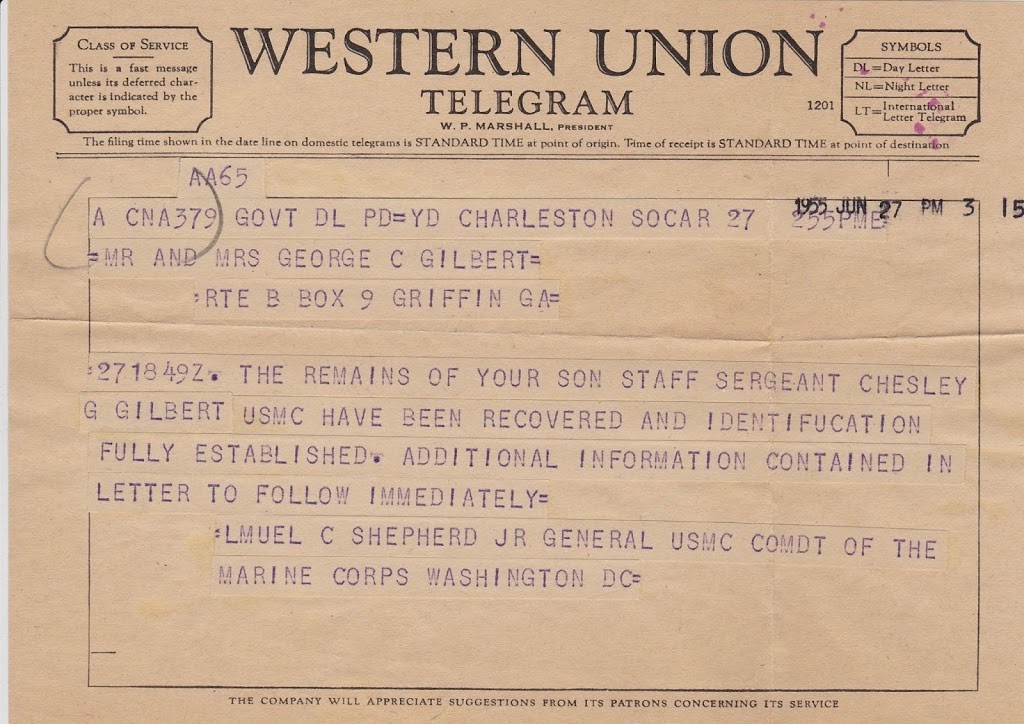 CLASS OF SERVICE
This is a fast message
unless its deferred char-
acter is indicated by the
proper symbol.
WESTERN UNION
TELEGRAM
W. P. MARSHALL, PRESIDENT
1201
SYMBOLS
DL=Day Letter
NL=Night Letter
LT=International Letter Telegram
The filing time shown in the date line on domestic telegrams is STANDARD TIME at point of origin. Time of receipt is STANDARD TIME at point of destination
AA65
A CNA379 GOVT DL PD=YD CHARLESTON SOCAR 27 255PME=
1955 JUN 27 PM 3 15
=MR AND MRS GEORGE C GILBERT=
:RTE B BOX 9 GRIFFIN GA=
:271849Z. THE REMAINS OF YOUR SON STAFF SERGEANT CHESLEY
G GILBERT USMC HAVE BEEN RECOVERED AND IDENTIFUCATION
FULLY ESTABLISHED. ADDITIONAL INFORMATION CONTAINED IN
LETTER TO FOLLOW IMMEDIATELY=
:LMUEL C SHEPHERD JR GENERAL USMC COMDT OF THE
MARINE CORPS WASHINGTON DC=
THE COMPANY WILL APPRECIATE SUGGESTIONS FROM ITS PATRONS CONCERNING ITS SERVICE